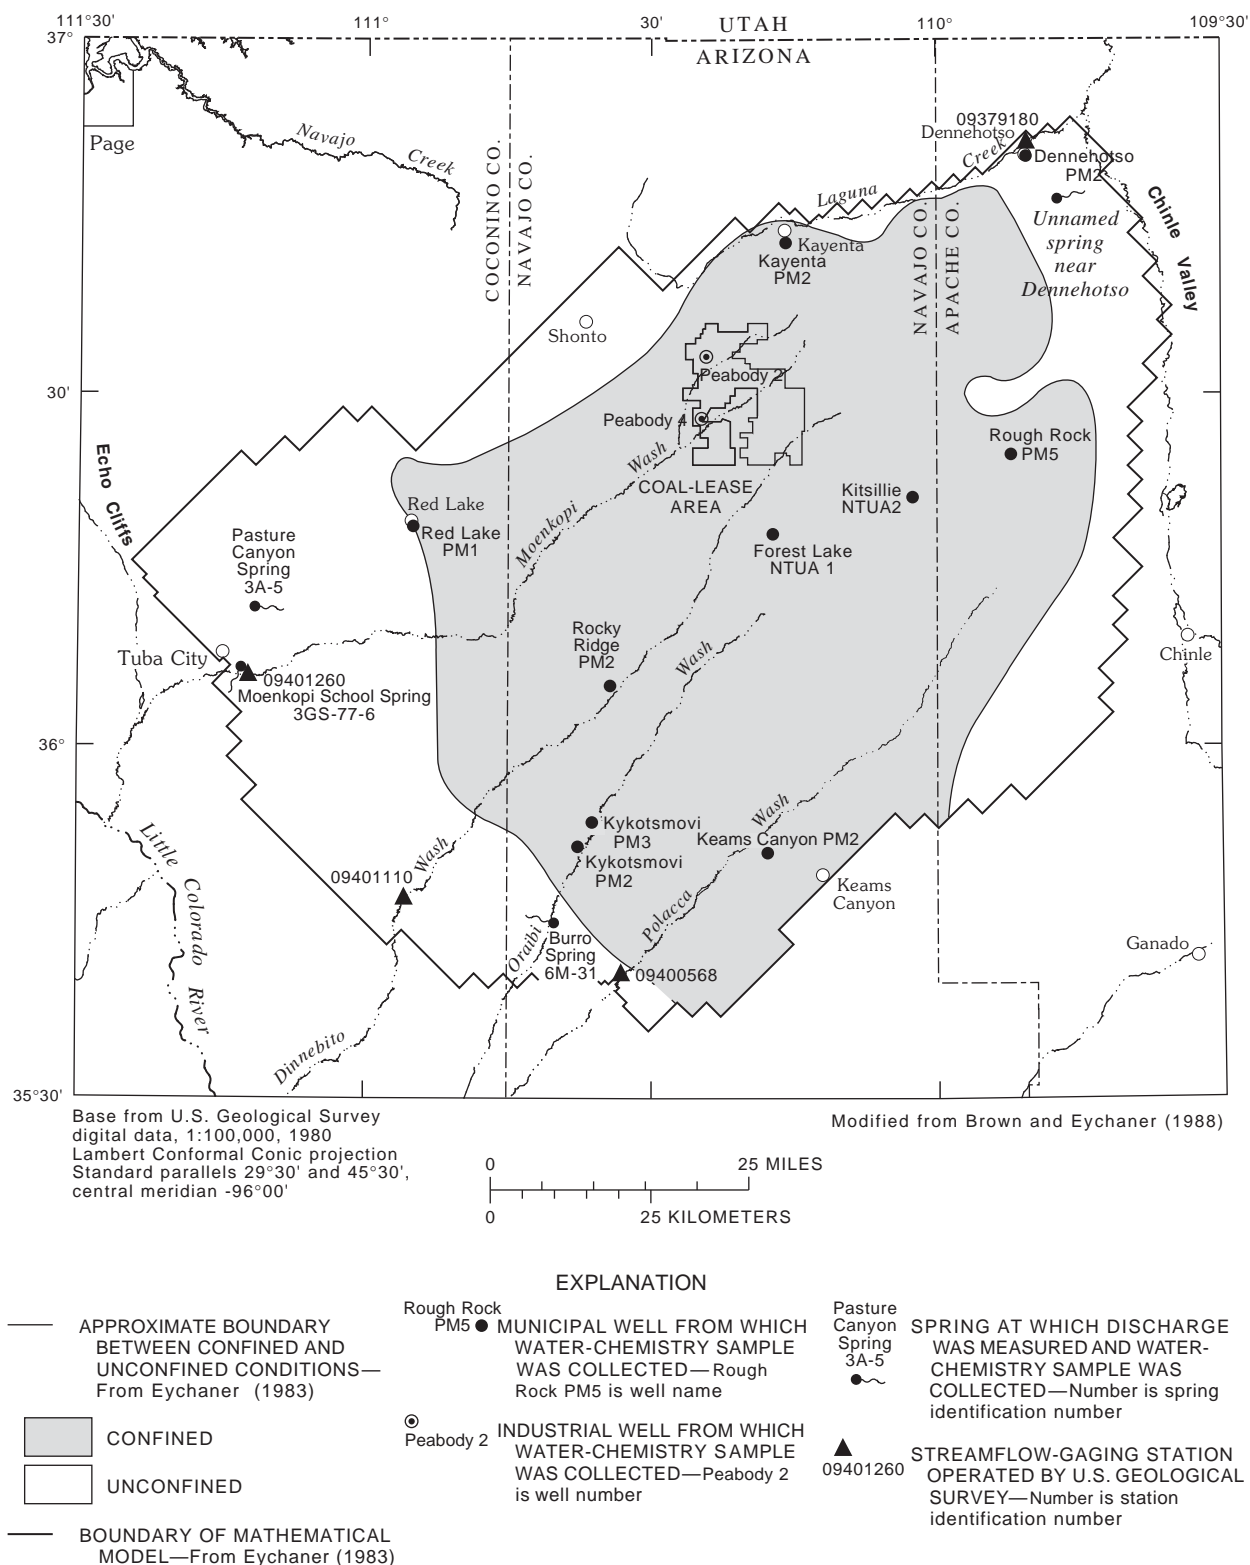 111°30'
111°
30'
UTAH
110°
109°30'
37°
ARIZONA
Page
Navajo
Creek
COCONINO CO.
NAVAJO CO.
09379180
Dennehotso
Creek
Dennehotso
PM2
Laguna
Chinle Valley
Unnamed
spring
near
Dennehotso
NAVAJO CO.
APACHE CO.
Kayenta
Kayenta
PM2
Shonto
Peabody 2
30'
Peabody 4
Rough Rock
PM5
Echo Cliffs
Wash
COAL-LEASE
AREA
Kitsillie
NTUA2
Red Lake
Red Lake
PM1
Moenkopi
Forest Lake
NTUA 1
Pasture
Canyon
Spring
3A-5
Rocky
Ridge
PM2
Wash
Tuba City
Chinle
09401260
Moenkopi School Spring
3GS-77-6
36°
Kykotsmovi
PM3
Kykotsmovi
PM2
Wash
Keams Canyon PM2
Little Colorado River
Wash
09401110
Keams
Canyon
Polacca
Oraibi
Burro
Spring
6M-31
09400568
Ganado
Dinnebito
35°30'
Base from U.S. Geological Survey
digital data, 1:100,000, 1980
Lambert Conformal Conic projection
Standard parallels 29°30' and 45°30',
central meridian -96°00'
Modified from Brown and Eychaner (1988)
0 25 MILES
0 25 KILOMETERS
EXPLANATION
APPROXIMATE BOUNDARY
BETWEEN CONFINED AND
UNCONFINED CONDITIONS—
From Eychaner (1983)
CONFINED
UNCONFINED
BOUNDARY OF MATHEMATICAL
MODEL—From Eychaner (1983)
Rough Rock
PM5
MUNICIPAL WELL FROM WHICH
WATER-CHEMISTRY SAMPLE
WAS COLLECTED—Rough
Rock PM5 is well name
Peabody 2
INDUSTRIAL WELL FROM WHICH
WATER-CHEMISTRY SAMPLE
WAS COLLECTED—Peabody 2
is well number
Pasture
Canyon
Spring
3A-5
SPRING AT WHICH DISCHARGE
WAS MEASURED AND WATER-
CHEMISTRY SAMPLE WAS
COLLECTED—Number is spring
identification number
09401260
STREAMFLOW-GAGING STATION
OPERATED BY U.S. GEOLOGICAL
SURVEY—Number is station
identification number